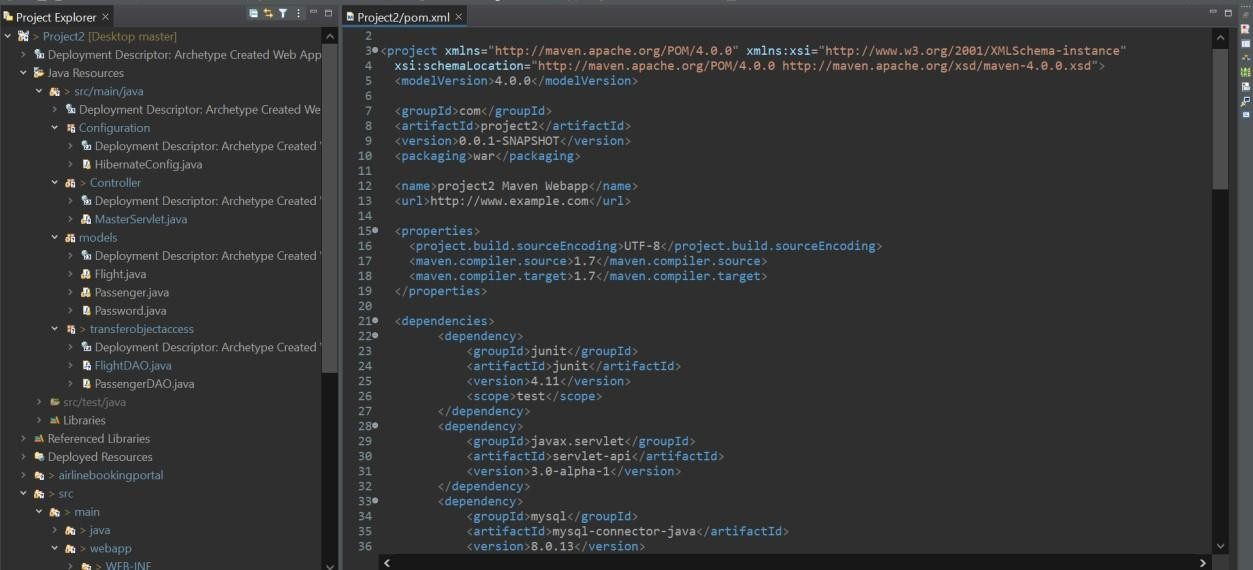 Project Explorer
Project2 [Desktop master]
Deployment Descriptor: Archetype Created Web App
Java Resources
src/main/java
Deployment Descriptor: Archetype Created We
Configuration
Deployment Descriptor: Archetype Created
HibernateConfig.java
Controller
Deployment Descriptor: Archetype Created
MasterServlet.java
models
Deployment Descriptor: Archetype Created
Flight.java
Passenger.java
Password.java
transferobjectaccess
Deployment Descriptor: Archetype Created
FlightDAO.java
PassengerDAO.java
src/test/java
Libraries
Referenced Libraries
Deployed Resources
airlinebookingportal
src
main
java
webapp
WEB-INF
Project2/pom.xml
2
3 <project xmlns="http://maven.apache.org/POM/4.0.0" xmlns:xsi="http://www.w3.org/2001/XMLSchema-instance"
4 xsi:schemaLocation="http://maven.apache.org/POM/4.0.0 http://maven.apache.org/xsd/maven-4.0.0.xsd">
5 <modelVersion>4.0.0</modelVersion>
6
7 <groupId>com</groupId>
8 <artifactId>project2</artifactId>
9 <version>0.0.1-SNAPSHOT</version>
10 <packaging>war</packaging>
11
12 <name>project2 Maven Webapp</name>
13 <url>http://www.example.com</url>
14
15 <properties>
16 <project.build.sourceEncoding>UTF-8</project.build.sourceEncoding>
17 <maven.compiler.source>1.7</maven.compiler.source>
18 <maven.compiler.target>1.7</maven.compiler.target>
19 </properties>
20
21 <dependencies>
22 <dependency>
23 <groupId>junit</groupId>
24 <artifactId>junit</artifactId>
25 <version>4.11</version>
26 <scope>test</scope>
27 </dependency>
28 <dependency>
29 <groupId>javax.servlet</groupId>
30 <artifactId>servlet-api</artifactId>
31 <version>3.0-alpha-1</version>
32 </dependency>
33 <dependency>
34 <groupId>mysql</groupId>
35 <artifactId>mysql-connector-java</artifactId>
36 <version>8.0.13</version>